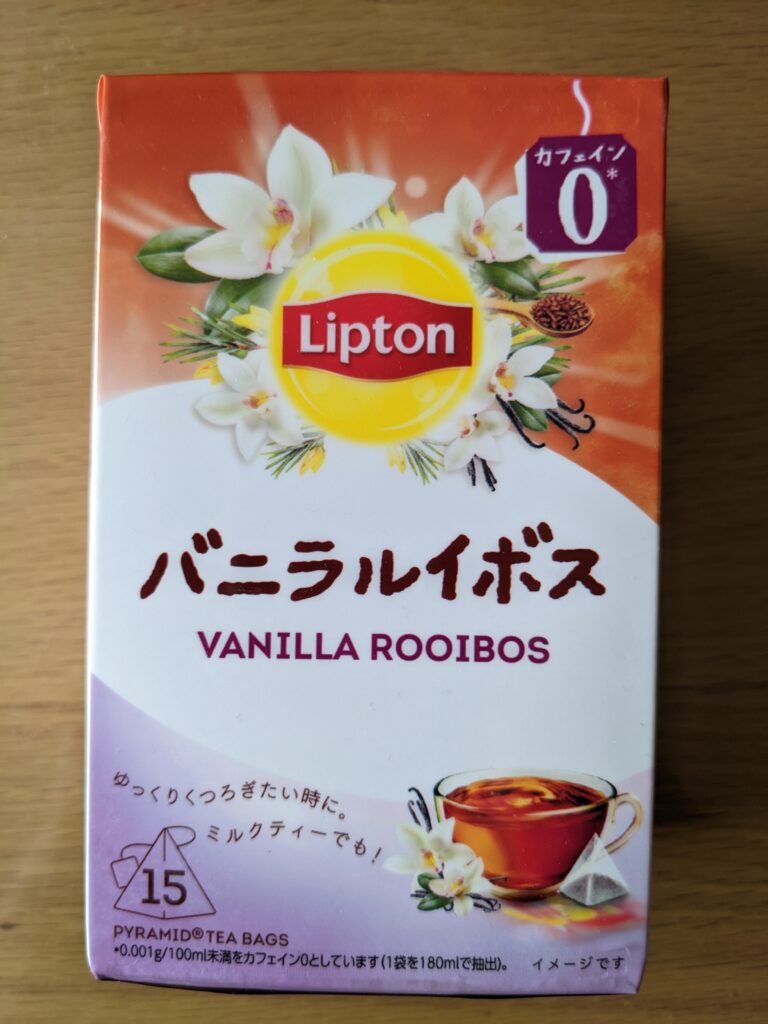 カフェイン
0*
Lipton
バニラルイボス
VANILLA ROOIBOS
ゆっくりくつろぎたい時に。
ミルクティーでも!
15
PYRAMID® TEA BAGS
*0.001g/100ml未満をカフェイン0としています(1袋を180mlで抽出)。
イメージです